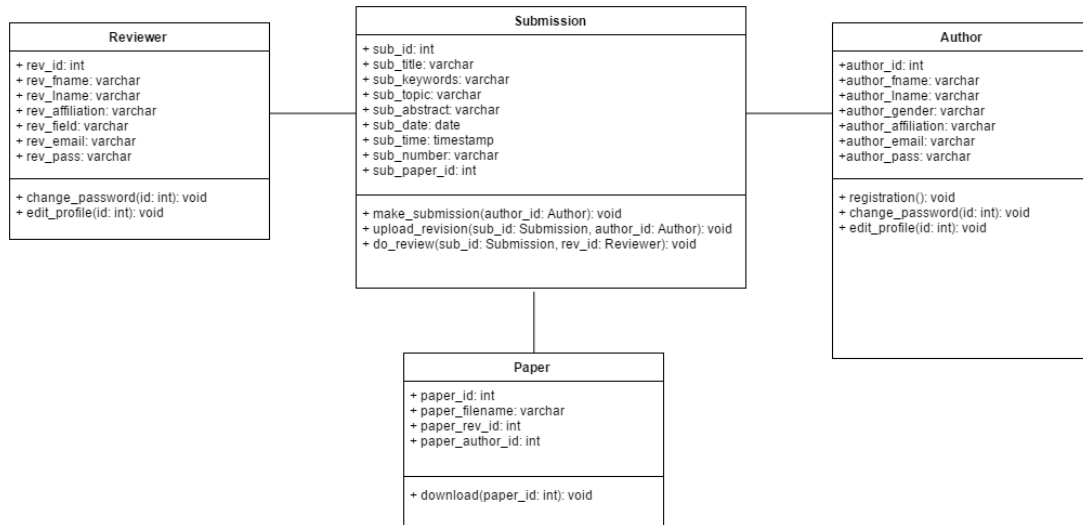 Reviewer
+ rev_id: int
+ rev_fname: varchar
+ rev_lname: varchar
+ rev_affiliation: varchar
+ rev_field: varchar
+ rev_email: varchar
+ rev_pass: varchar
+ change_password(id: int): void
+ edit_profile(id: int): void
Submission
+ sub_id: int
+ sub_title: varchar
+ sub_keywords: varchar
+ sub_topic: varchar
+ sub_abstract: varchar
+ sub_date: date
+ sub_time: timestamp
+ sub_number: varchar
+ sub_paper_id: int
+ make_submission(author_id: Author): void
+ upload_revision(sub_id: Submission, author_id: Author): void
+ do_review(sub_id: Submission, rev_id: Reviewer): void
Author
+author_id: int
+author_fname: varchar
+author_lname: varchar
+author_gender: varchar
+author_affiliation: varchar
+author_email: varchar
+author_pass: varchar
+ registration(): void
+ change_password(id: int): void
+ edit_profile(id: int): void
Paper
+ paper_id: int
+ paper_filename: varchar
+ paper_rev_id: int
+ paper_author_id: int
+ download(paper_id: int): void